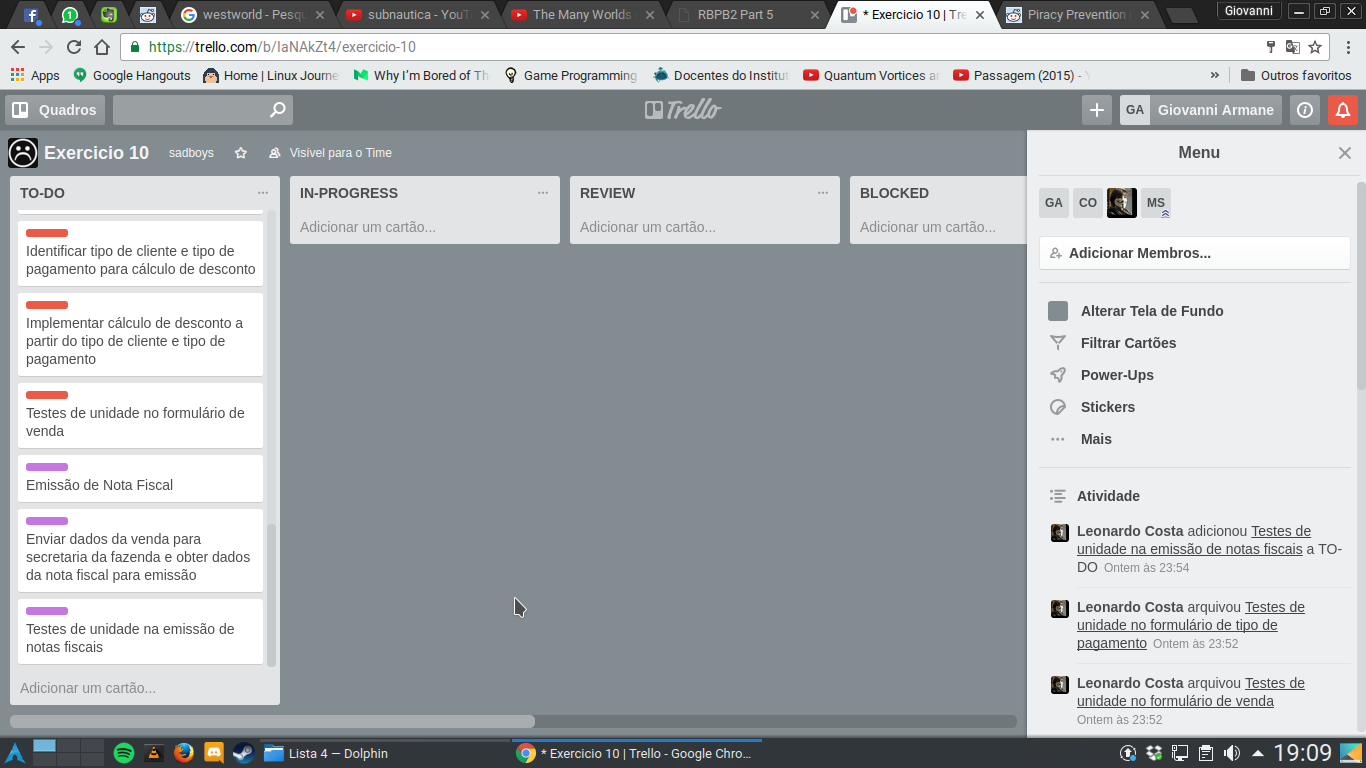 Giovanni
westworld - Pesqu
subnautica - YouT
The Many Worlds
RBPB2 Part 5
* Exercicio 10 | Tre
Piracy Prevention
https://trello.com/b/IaNAkZt4/exercicio-10
Apps
Google Hangouts
Home | Linux Journe
Why I'm Bored of Th
Game Programming
Docentes do Institut
Quantum Vortices a
Passagem (2015) -
»
Outros favoritos
Quadros
Trello
GA
Giovanni Armane
Exercicio 10
sadboys
Visível para o Time
TO-DO
Identificar tipo de cliente e tipo de
pagamento para cálculo de desconto
Implementar cálculo de desconto a
partir do tipo de cliente e tipo de
pagamento
Testes de unidade no formulário de
venda
Emissão de Nota Fiscal
Enviar dados da venda para
secretaria da fazenda e obter dados
da nota fiscal para emissão
Testes de unidade na emissão de
notas fiscais
Adicionar um cartão...
IN-PROGRESS
Adicionar um cartão...
REVIEW
Adicionar um cartão...
BLOCKED
Adicionar um cartão...
Menu
GA
CO
MS
Adicionar Membros...
Alterar Tela de Fundo
Filtrar Cartões
Power-Ups
Stickers
Mais
Atividade
Leonardo Costa adicionou Testes de
unidade na emissão de notas fiscais a TO-
DO Ontem às 23:54
Leonardo Costa arquivou Testes de
unidade no formulário de tipo de
pagamento Ontem às 23:52
Leonardo Costa arquivou Testes de
unidade no formulário de venda
Ontem às 23:52
Lista 4 — Dolphin
* Exercicio 10 | Trello - Google Chro...
19:09